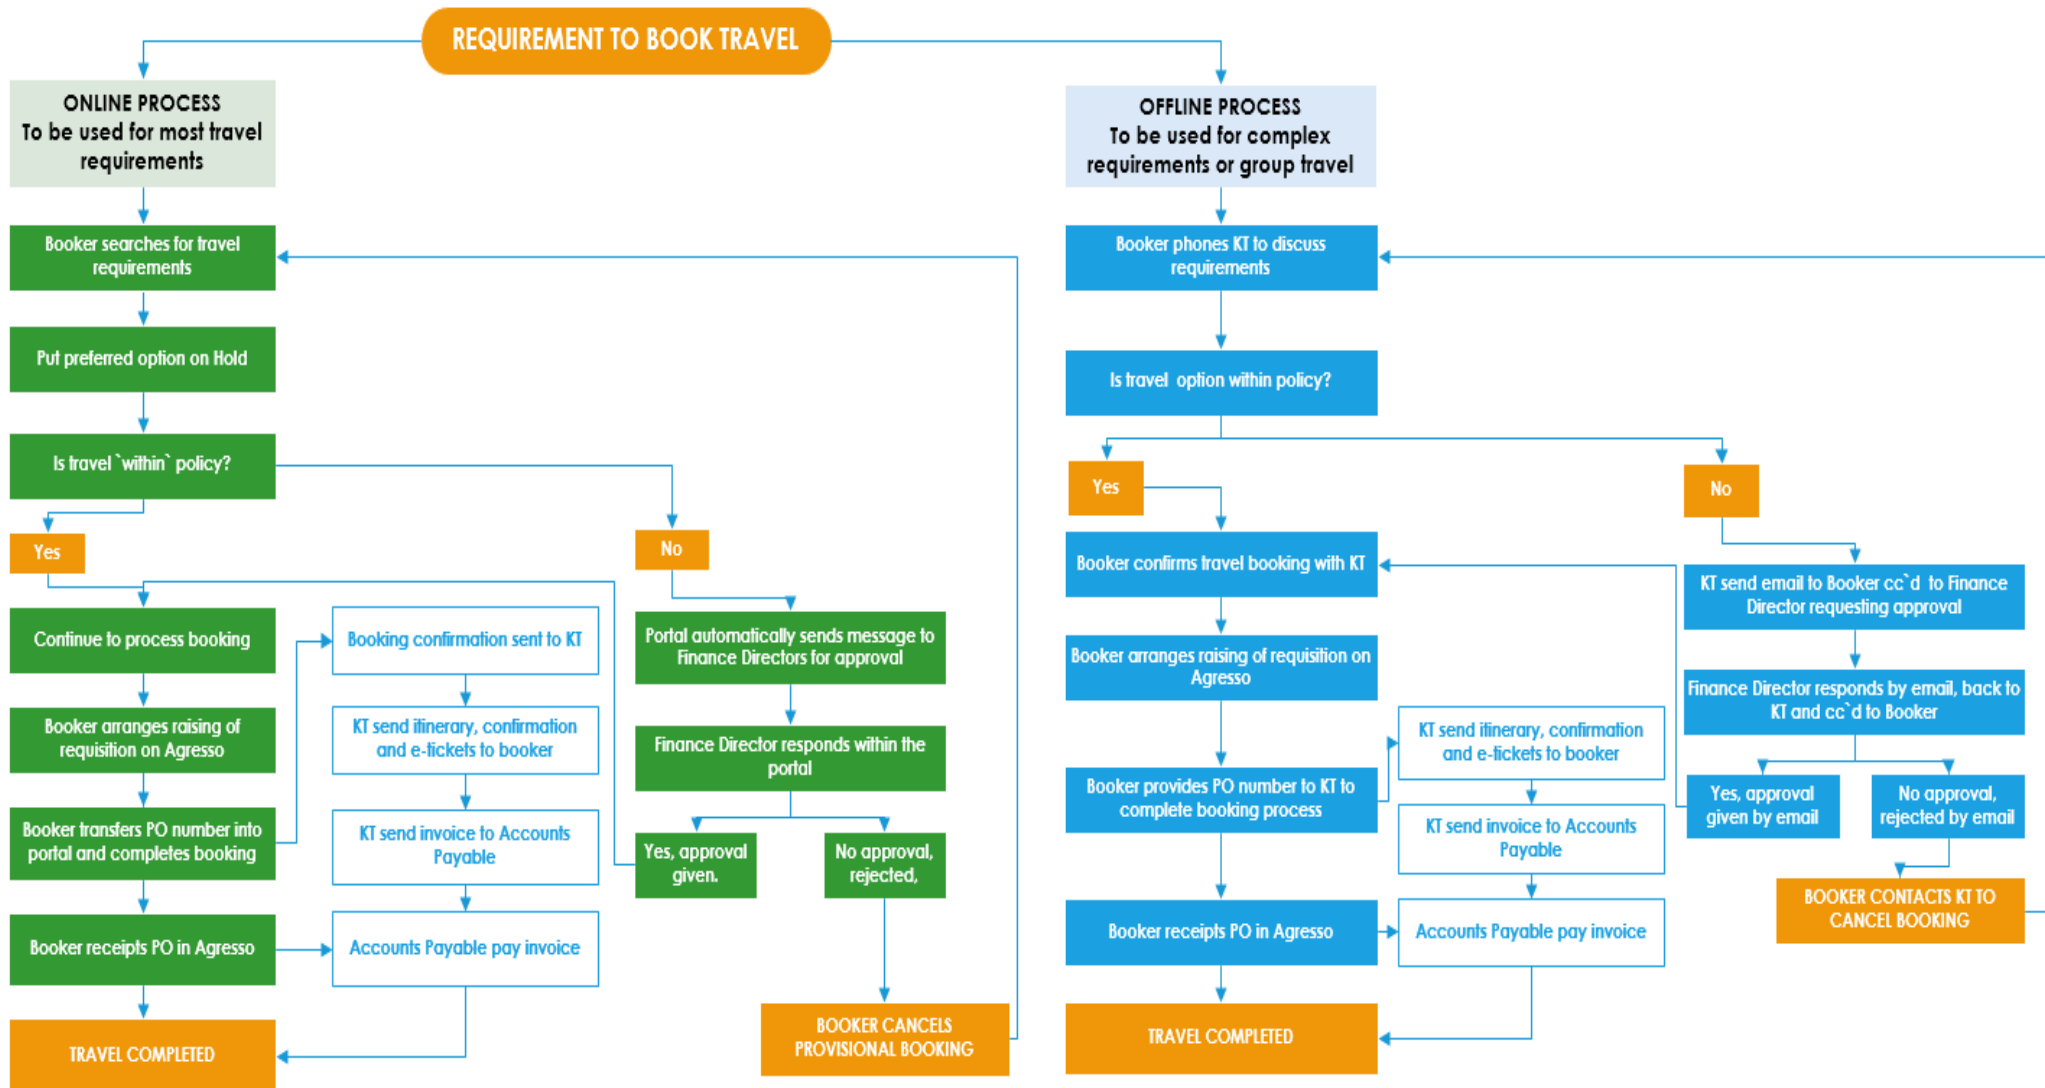 REQUIREMENT TO BOOK TRAVEL
ONLINE PROCESS
To be used for most travel
requirements
Booker searches for travel
requirements
Put preferred option on Hold
Is travel `within` policy?
Yes
No
Continue to process booking
Booker arranges raising of
requisition on Agresso
Booker transfers PO number into
portal and completes booking
Booker receipts PO in Agresso
TRAVEL COMPLETED
Booking confirmation sent to KT
KT send itinerary, confirmation
and e-tickets to booker
KT send invoice to Accounts
Payable
Accounts Payable pay invoice
Portal automatically sends message to
Finance Directors for approval
Finance Director responds within the
portal
Yes, approval
given.
No approval,
rejected,
BOOKER CANCELS
PROVISIONAL BOOKING
OFFLINE PROCESS
To be used for complex
requirements or group travel
Booker phones KT to discuss
requirements
Is travel option within policy?
Yes
No
Booker confirms travel booking with KT
Booker arranges raising of requisition on
Agresso
Booker provides PO number to KT to
complete booking process
Booker receipts PO in Agresso
TRAVEL COMPLETED
KT send itinerary, confirmation
and e-tickets to booker
KT send invoice to Accounts
Payable
Accounts Payable pay invoice
KT send email to Booker cc`d to Finance
Director requesting approval
Finance Director responds by email, back to
KT and cc`d to Booker
Yes, approval
given by email
No approval,
rejected by email
BOOKER CONTACTS KT TO
CANCEL BOOKING